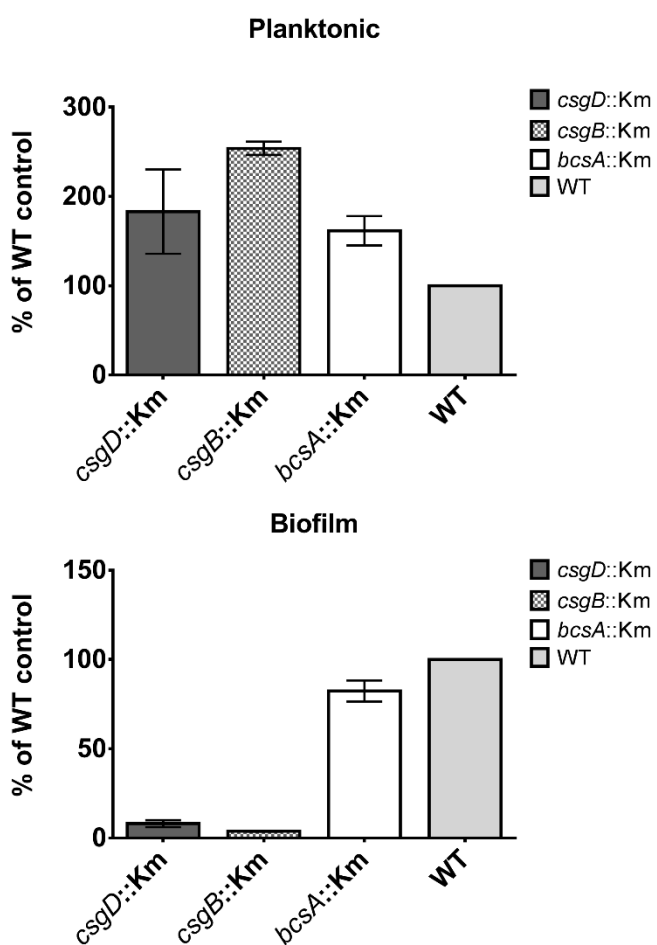 Planktonic
% of WT control
300
200
100
0
csgD::Km
csgB::Km
bcsA::Km
WT
csgD::Km
csgB::Km
bcsA::Km
WT
Biofilm
% of WT control
150
100
50
0
csgD::Km
csgB::Km
bcsA::Km
WT
csgD::Km
csgB::Km
bcsA::Km
WT